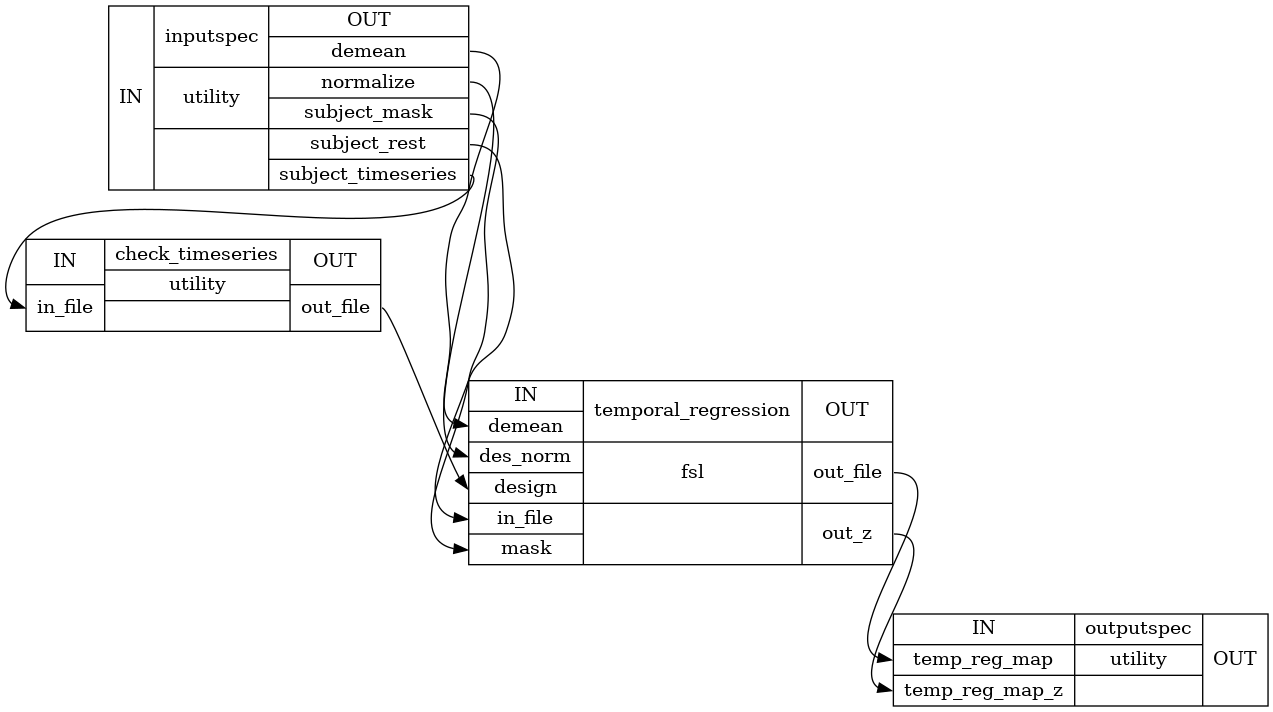 IN
inputspec
utility
OUT
demean
normalize
subject_mask
subject_rest
subject_timeseries
IN
in_file
check_timeseries
utility
OUT
out_file
IN
demean
des_norm
design
in_file
mask
temporal_regression
fsl
OUT
out_file
out_z
IN
temp_reg_map
temp_reg_map_z
outputspec
utility
OUT